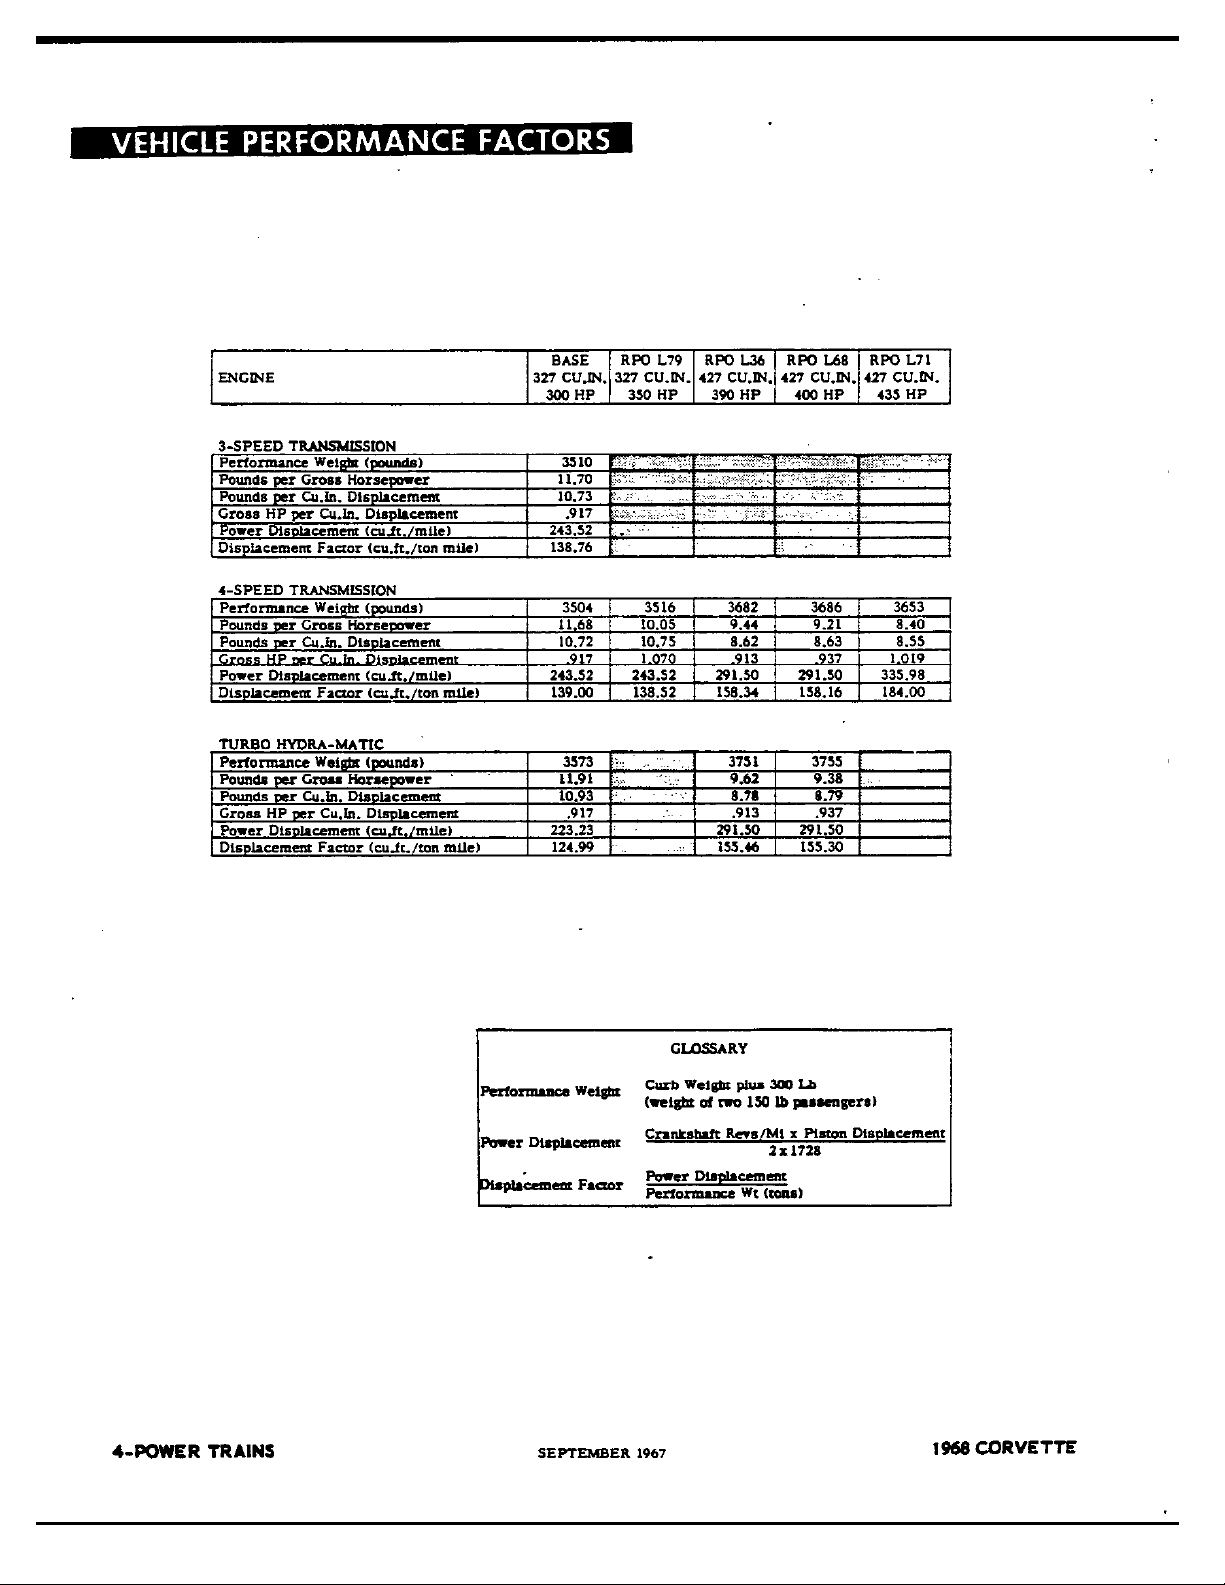 VEHICLE PERFORMANCE FACTORS
ENGINE
BASE 327 CU.IN. 300 HP
RPO L79 327 CU.IN. 350 HP
RPO L36 427 CU.IN. 390 HP
RPO L68 427 CU.IN. 400 HP
RPO L71 427 CU.IN. 435 HP
3-SPEED TRANSMISSION
Performance Weight (pounds) 3510
Pounds per Gross Horsepower 11.70
Pounds per Cu.In. Displacement 10.73
Gross HP per Cu.In. Displacement .917
Power Displacement (cu.ft./mile) 243.52
Displacement Factor (cu.ft./ton mile) 138.76
4-SPEED TRANSMISSION
Performance Weight (pounds) 3504 3516 3682 3686 3653
Pounds per Gross Horsepower 11.68 10.05 9.44 9.21 8.40
Pounds per Cu.In. Displacement 10.72 10.75 8.62 8.63 8.55
Gross HP per Cu.In. Displacement .917 1.070 .913 .937 1.019
Power Displacement (cu.ft./mile) 243.52 243.52 291.50 291.50 335.98
Displacement Factor (cu.ft./ton mile) 139.00 138.52 158.34 158.16 184.00
TURBO HYDRA-MATIC
Performance Weight (pounds) 3573 3751 3755
Pounds per Gross Horsepower 11.91 9.62 9.38
Pounds per Cu.In. Displacement 10.93 8.78 8.79
Gross HP per Cu.In. Displacement .917 .913 .937
Power Displacement (cu.ft./mile) 223.23 291.50 291.50
Displacement Factor (cu.ft./ton mile) 124.99 155.46 155.30
GLOSSARY
Performance Weight Curb Weight plus 300 Lb
(weight of two 150 lb passengers)
Power Displacement Crankshaft Revs/Mi x Piston Displacement
2 x 1728
Displacement Factor Power Displacement
Performance Wt (tons)
4-POWER TRAINS SEPTEMBER 1967 1968 CORVETTE